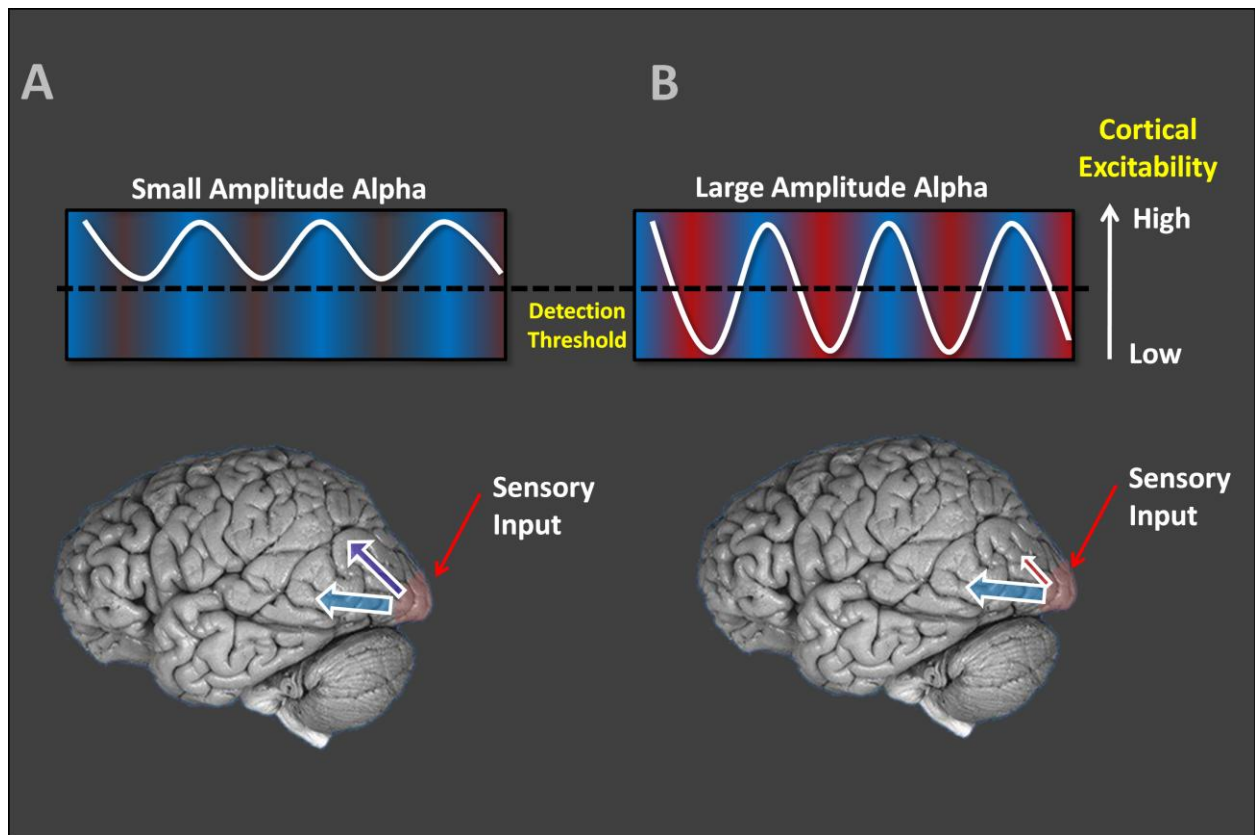 A
B
Cortical
Excitability
Small Amplitude Alpha
Large Amplitude Alpha
High
Detection
Threshold
Low
Sensory
Input
Sensory
Input